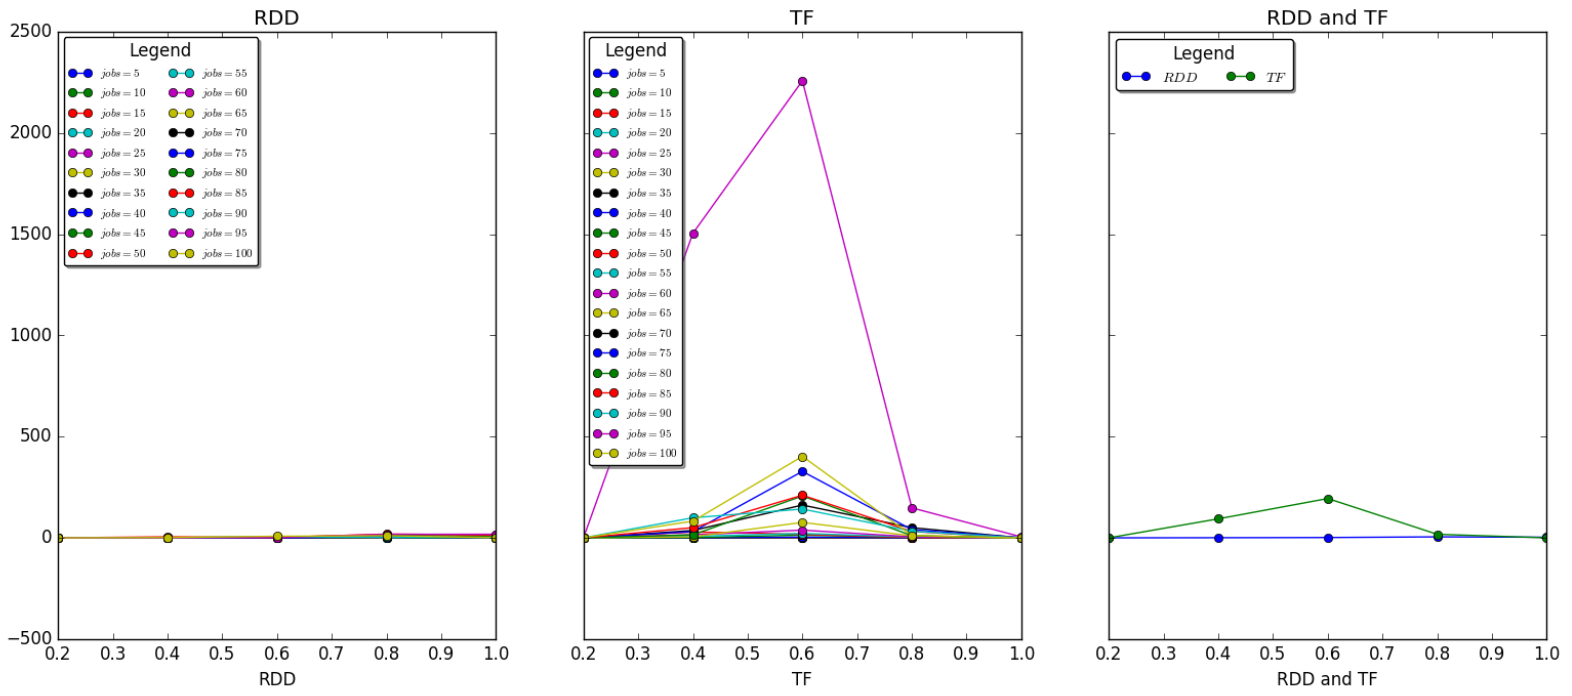 RDD
TF
RDD and TF
2500
2000
1500
1000
500
0
−500
Legend
jobs = 5
jobs = 10
jobs = 15
jobs = 20
jobs = 25
jobs = 30
jobs = 35
jobs = 40
jobs = 45
jobs = 50
jobs = 55
jobs = 60
jobs = 65
jobs = 70
jobs = 75
jobs = 80
jobs = 85
jobs = 90
jobs = 95
jobs = 100
0.2 0.3 0.4 0.5 0.6 0.7 0.8 0.9 1.0
RDD
Legend
jobs = 5
jobs = 10
jobs = 15
jobs = 20
jobs = 25
jobs = 30
jobs = 35
jobs = 40
jobs = 45
jobs = 50
jobs = 55
jobs = 60
jobs = 65
jobs = 70
jobs = 75
jobs = 80
jobs = 85
jobs = 90
jobs = 95
jobs = 100
0.2 0.3 0.4 0.5 0.6 0.7 0.8 0.9 1.0
TF
Legend
RDD TF
0.2 0.3 0.4 0.5 0.6 0.7 0.8 0.9 1.0
RDD and TF